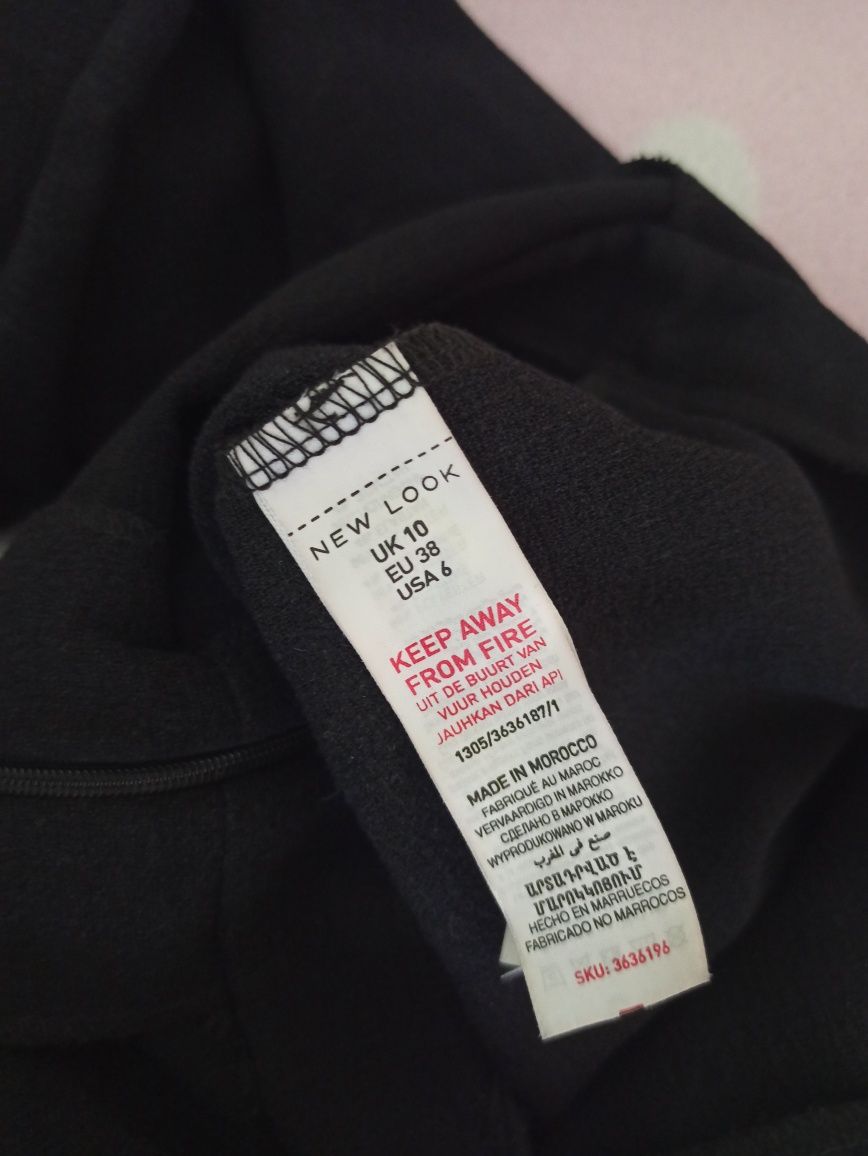 NEW LOOK
UK 10
EU 38
USA 6
KEEP AWAY
FROM FIRE
UIT DE BUURT VAN
VUUR HOUDEN
JAUHKAN DARI API
1305/3636187/1
MADE IN MOROCCO
FABRIQUÉ AU MAROC
VERVAARDIGD IN MAROKKO
СДЕЛАНО В МАРОККО
WYPRODUKOWANO W MAROKU
صنع في المغرب
ԱՐՏԱԴՐՎԱԾ Է
ՄԱՐՈԿԿՈՅՈՒՄ
HECHO EN MARRUECOS
FABRICADO NO MARROCOS
SKU: 3636196